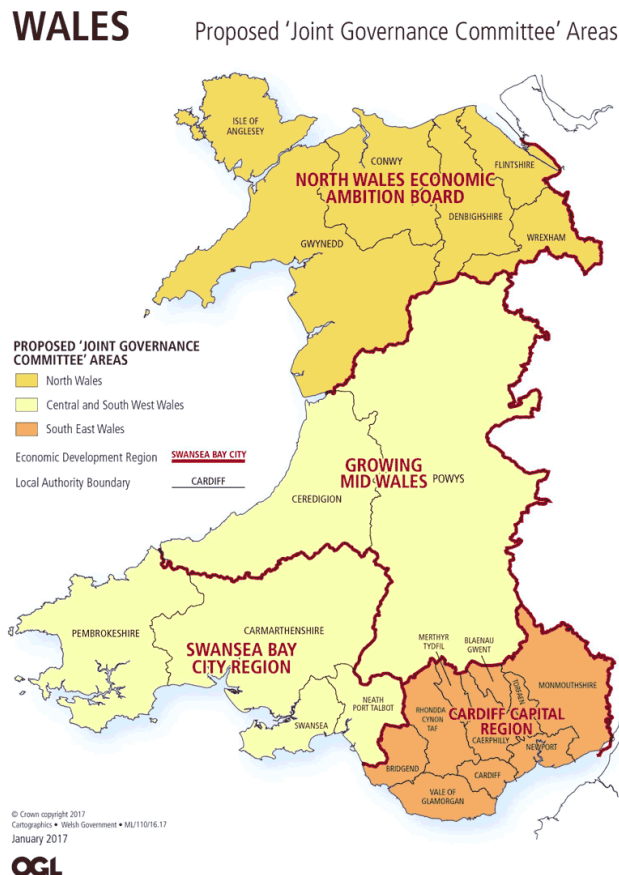 WALES
Proposed 'Joint Governance Committee' Areas
ISLE OF
ANGLESEY
CONWY
FLINTSHIRE
NORTH WALES ECONOMIC
AMBITION BOARD
DENBIGHSHIRE
GWYNEDD
WREXHAM
PROPOSED 'JOINT GOVERNANCE
COMMITTEE' AREAS
North Wales
Central and South West Wales
South East Wales
Economic Development Region
SWANSEA BAY CITY
Local Authority Boundary
CARDIFF
GROWING
MID WALES
POWYS
CEREDIGION
PEMBROKESHIRE
CARMARTHENSHIRE
SWANSEA BAY
CITY REGION
MERTHYR
TYDFIL
BLAENAU
GWENT
NEATH
PORT TALBOT
SWANSEA
MONMOUTHSHIRE
TORFAEN
RHONDDA
CYNON
TAF
CARDIFF CAPITAL
REGION
CAERPHILLY
NEWPORT
BRIDGEND
CARDIFF
VALE OF
GLAMORGAN
© Crown copyright 2017
Cartographics • Welsh Government • ML/110/16.17
January 2017
OGL